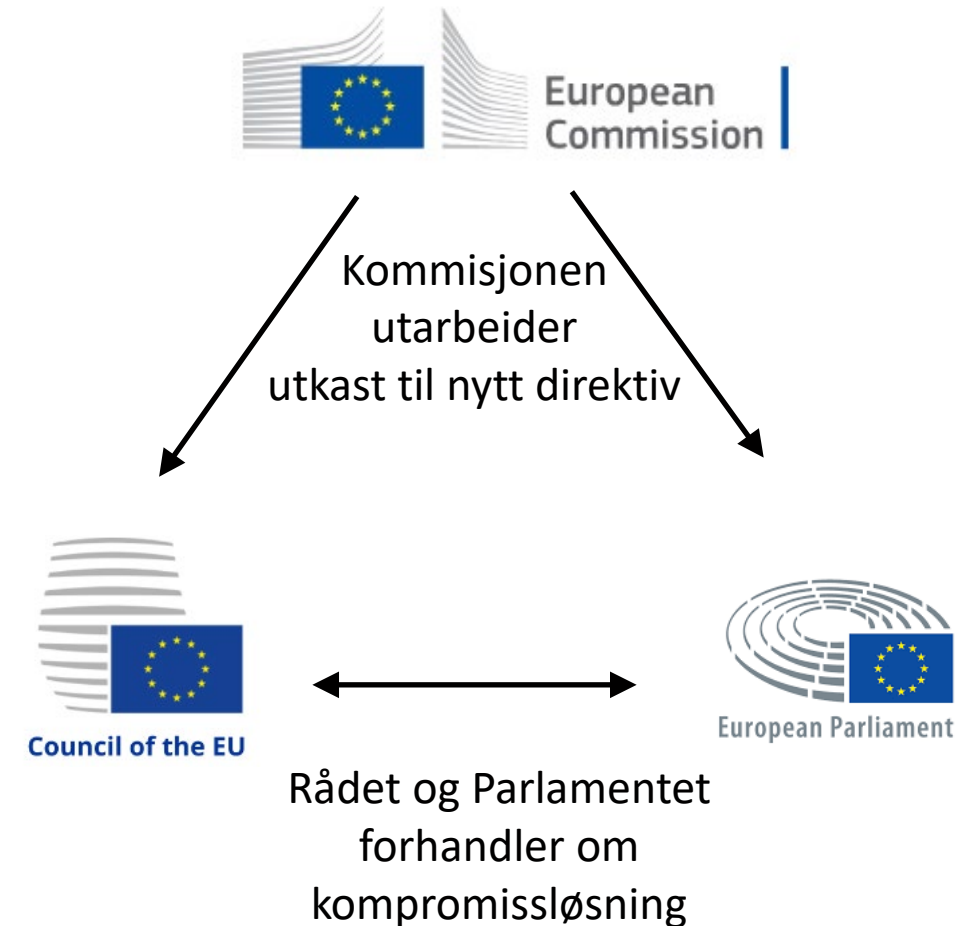 European
Commission
Kommisjonen
utarbeider
utkast til nytt direktiv
Council of the EU
European Parliament
Rådet og Parlamentet
forhandler om
kompromissløsning